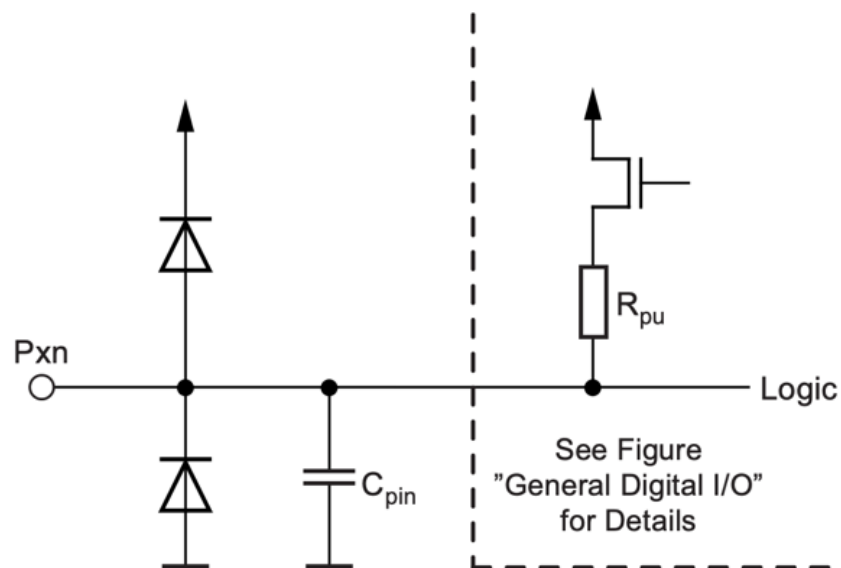 Pxn
R_pu
Logic
C_pin
See Figure
”General Digital I/O”
for Details